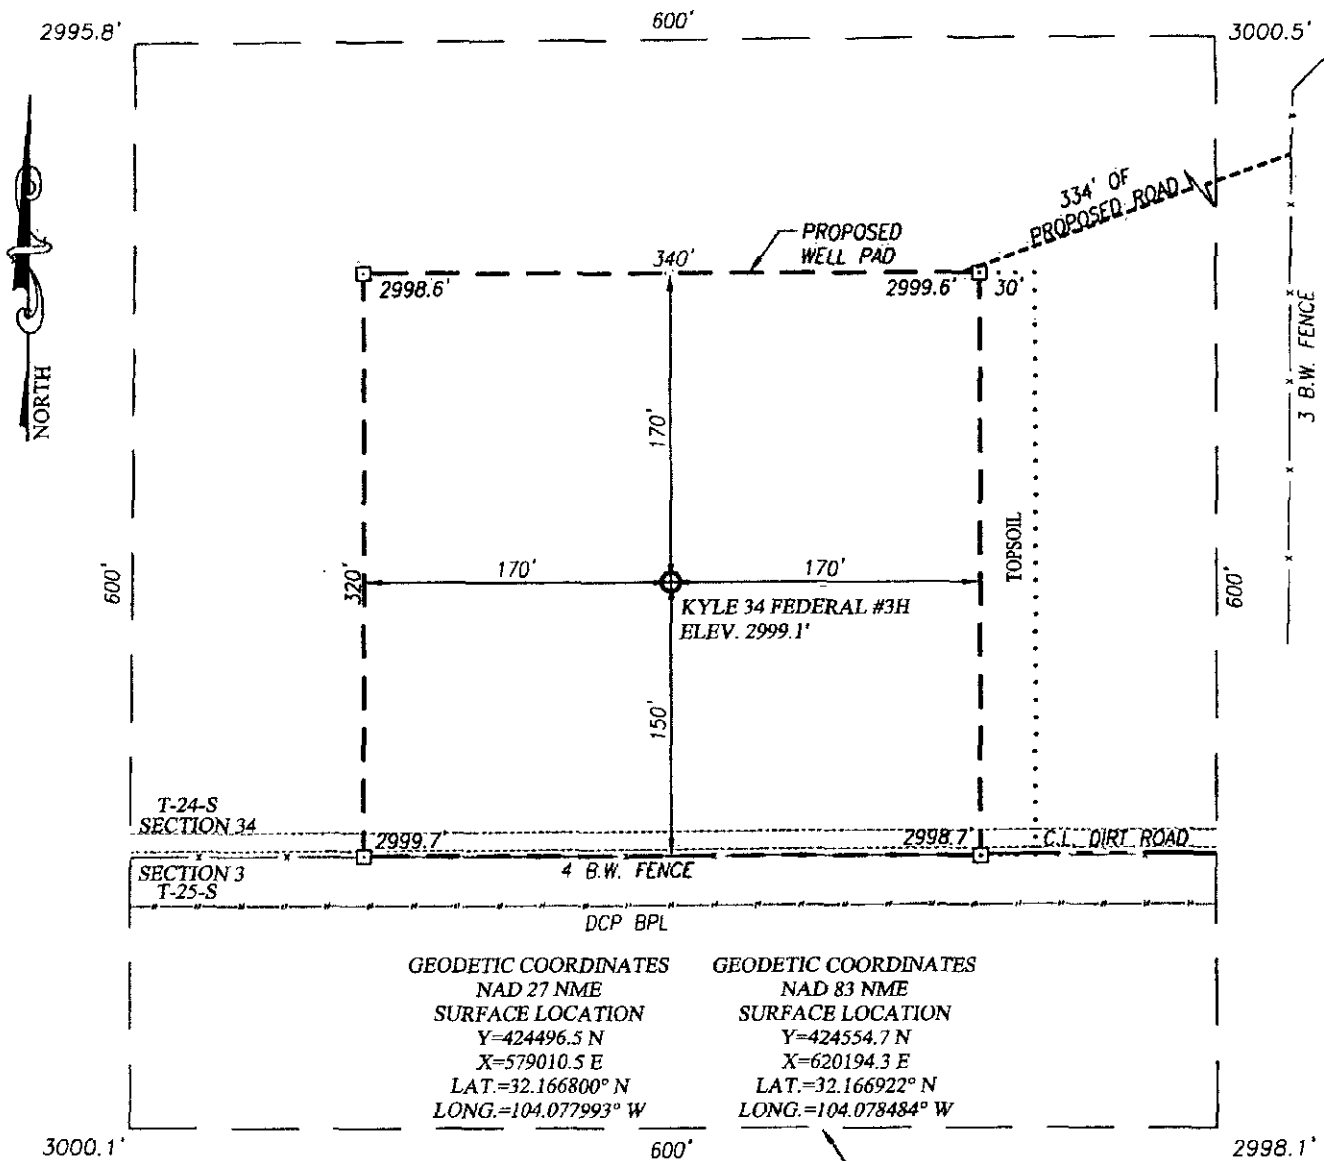 2995.8'
600'
3000.5'
334' OF
PROPOSED ROAD
PROPOSED
WELL PAD
340'
2998.6'
2999.6'
30'
NORTH
3 B.W. FENCE
170'
TOPSOIL
600'
320'
170'
170'
600'
KYLE 34 FEDERAL #3H
ELEV. 2999.1'
150'
T-24-S
SECTION 34
2999.7'
2998.7'
C.L. DIRT ROAD
SECTION 3
T-25-S
4 B.W. FENCE
DCP BPL
GEODETIC COORDINATES
NAD 27 NME
SURFACE LOCATION
Y=424496.5 N
X=579010.5 E
LAT.=32.166800° N
LONG.=104.077993° W
GEODETIC COORDINATES
NAD 83 NME
SURFACE LOCATION
Y=424554.7 N
X=620194.3 E
LAT.=32.166922° N
LONG.=104.078484° W
3000.1'
600'
2998.1'